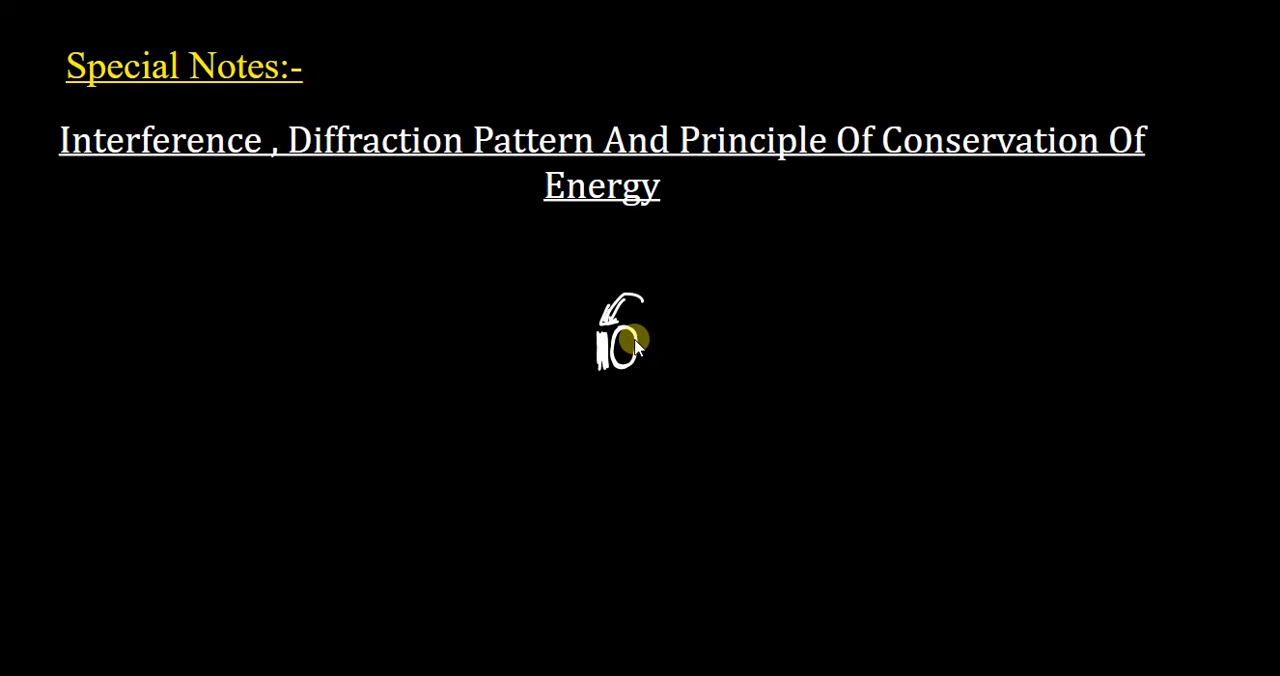 Special Notes:-
Interference , Diffraction Pattern And Principle Of Conservation Of
Energy